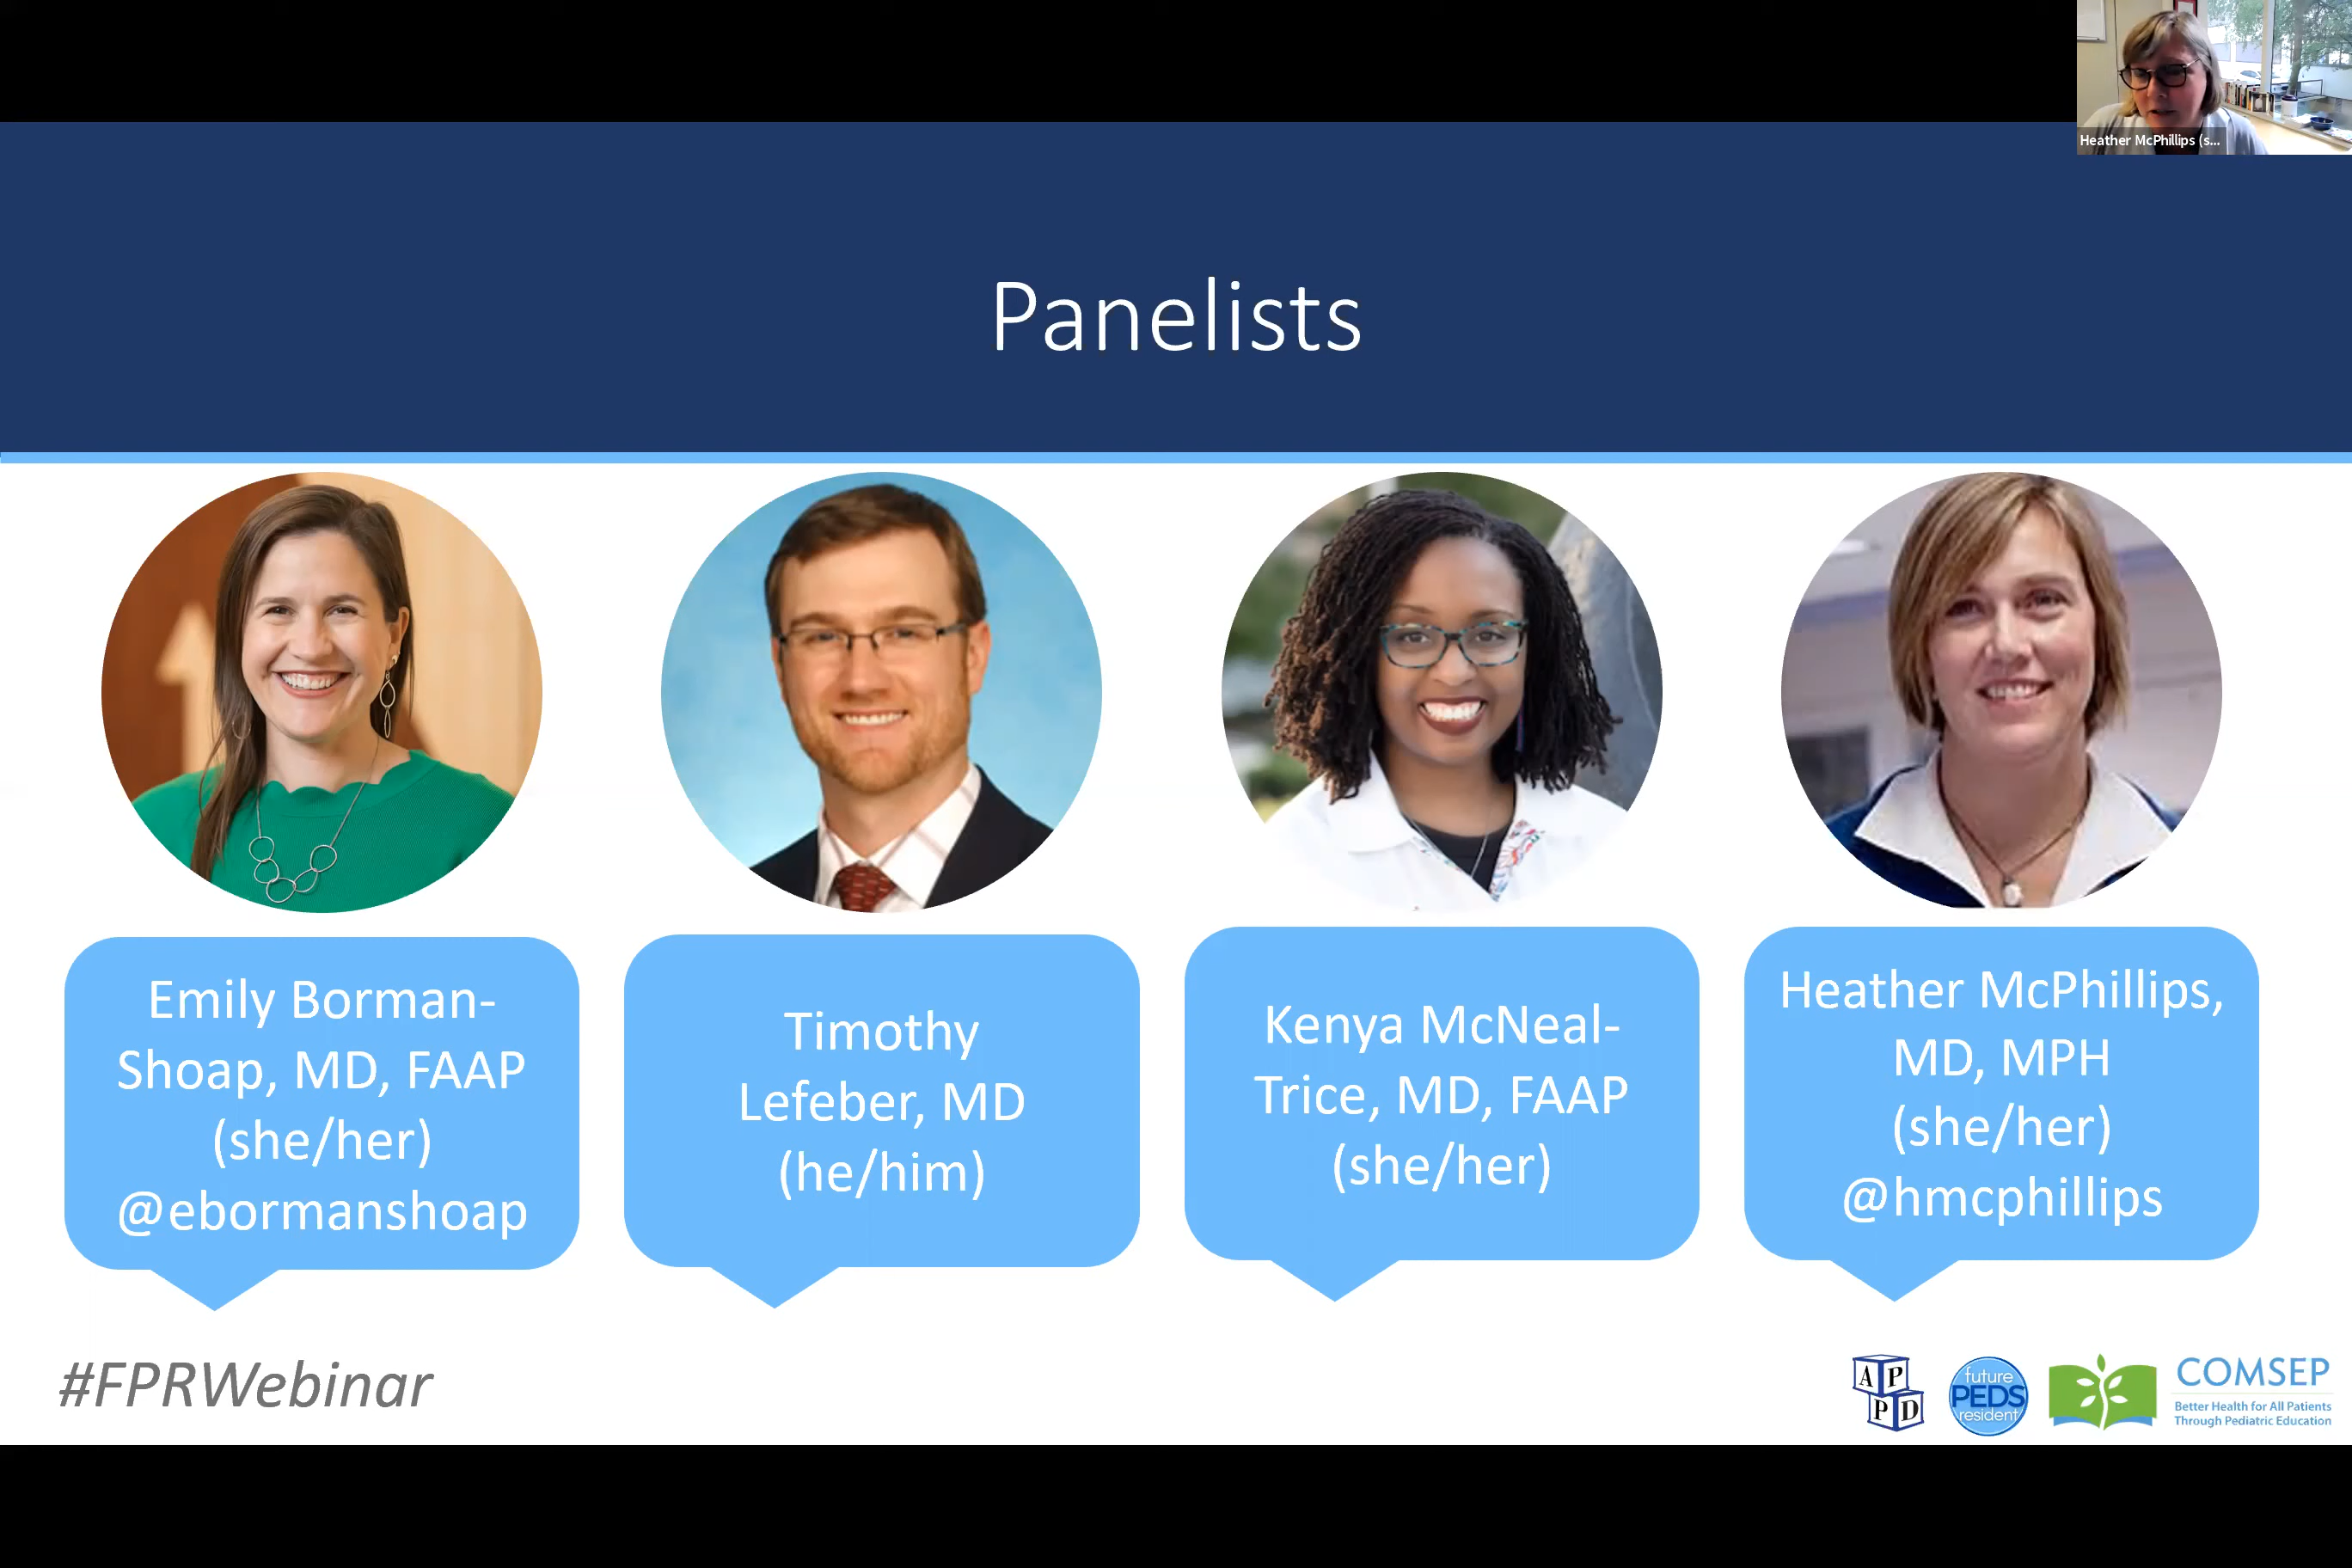 Heather McPhillips (s...
Panelists
Emily Borman-
Shoap, MD, FAAP
(she/her)
@ebormanshoap
Timothy
Lefeber, MD
(he/him)
Kenya McNeal-
Trice, MD, FAAP
(she/her)
Heather McPhillips,
MD, MPH
(she/her)
@hmcphillips
#FPRWebinar
A P
P D
future
PEDS
resident
COMSEP
Better Health for All Patients
Through Pediatric Education